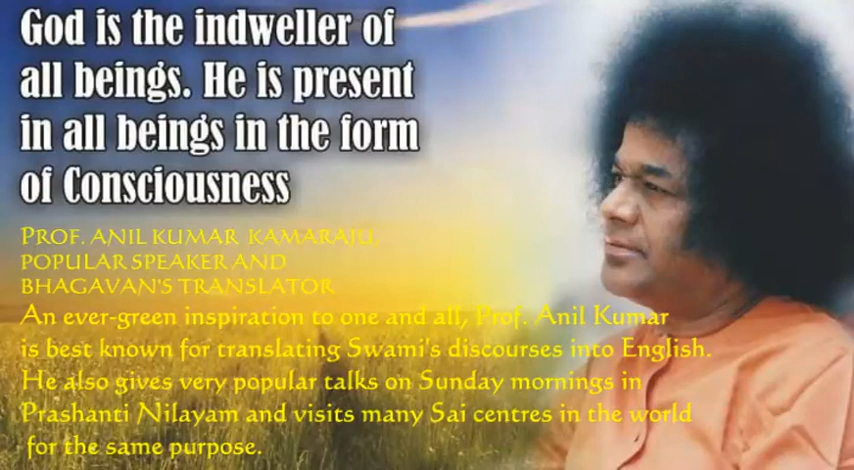 God is the indweller of
all beings. He is present
in all beings in the form
of Consciousness
PROF. ANIL KUMAR KAMARAJU,
POPULAR SPEAKER AND
BHAGAVAN'S TRANSLATOR
An ever-green inspiration to one and all, Prof. Anil Kumar
is best known for translating Swami's discourses into English.
He also gives very popular talks on Sunday mornings in
Prashanti Nilayam and visits many Sai centres in the world
for the same purpose.